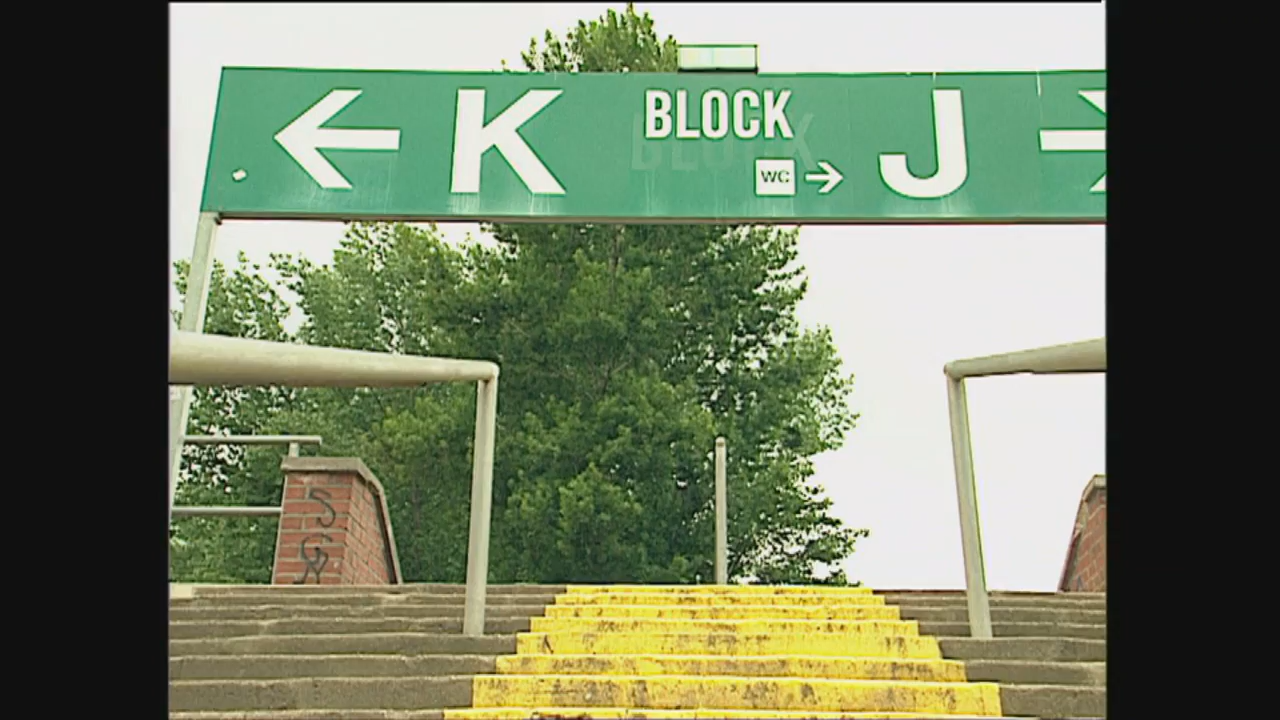 ← K BLOCK J →
WC →